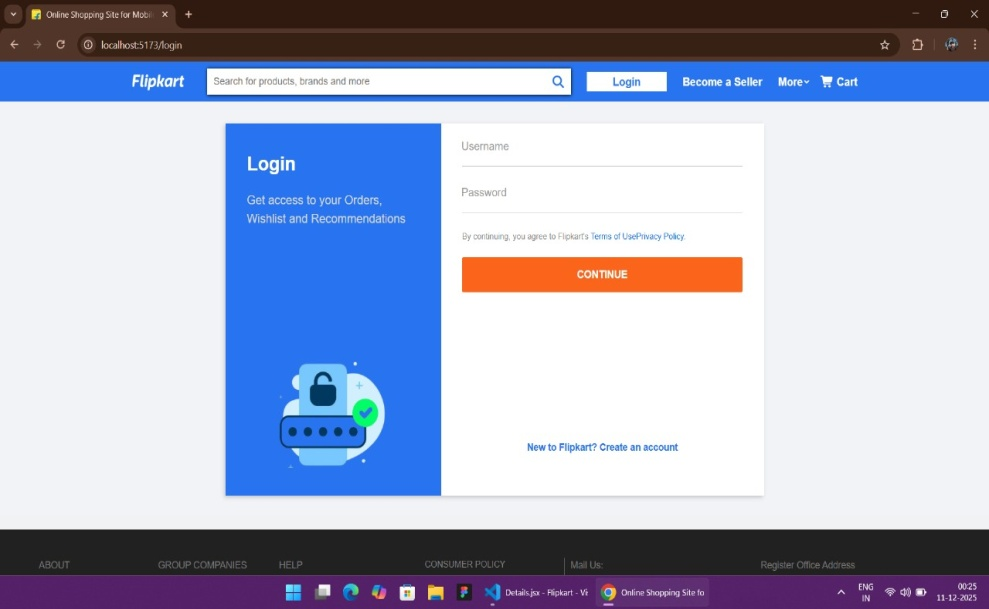 Online Shopping Site for Mobil
localhost:5173/login
Flipkart
Search for products, brands and more
Login
Become a Seller
More
Cart
Login
Get access to your Orders,
Wishlist and Recommendations
Username
Password
By continuing, you agree to Flipkart's Terms of UsePrivacy Policy.
CONTINUE
New to Flipkart? Create an account
ABOUT
GROUP COMPANIES
HELP
CONSUMER POLICY
Mail Us:
Register Office Address
Details.jsx - Flipkart - Vi
Online Shopping Site fo
ENG
IN
00:25
11-12-2025